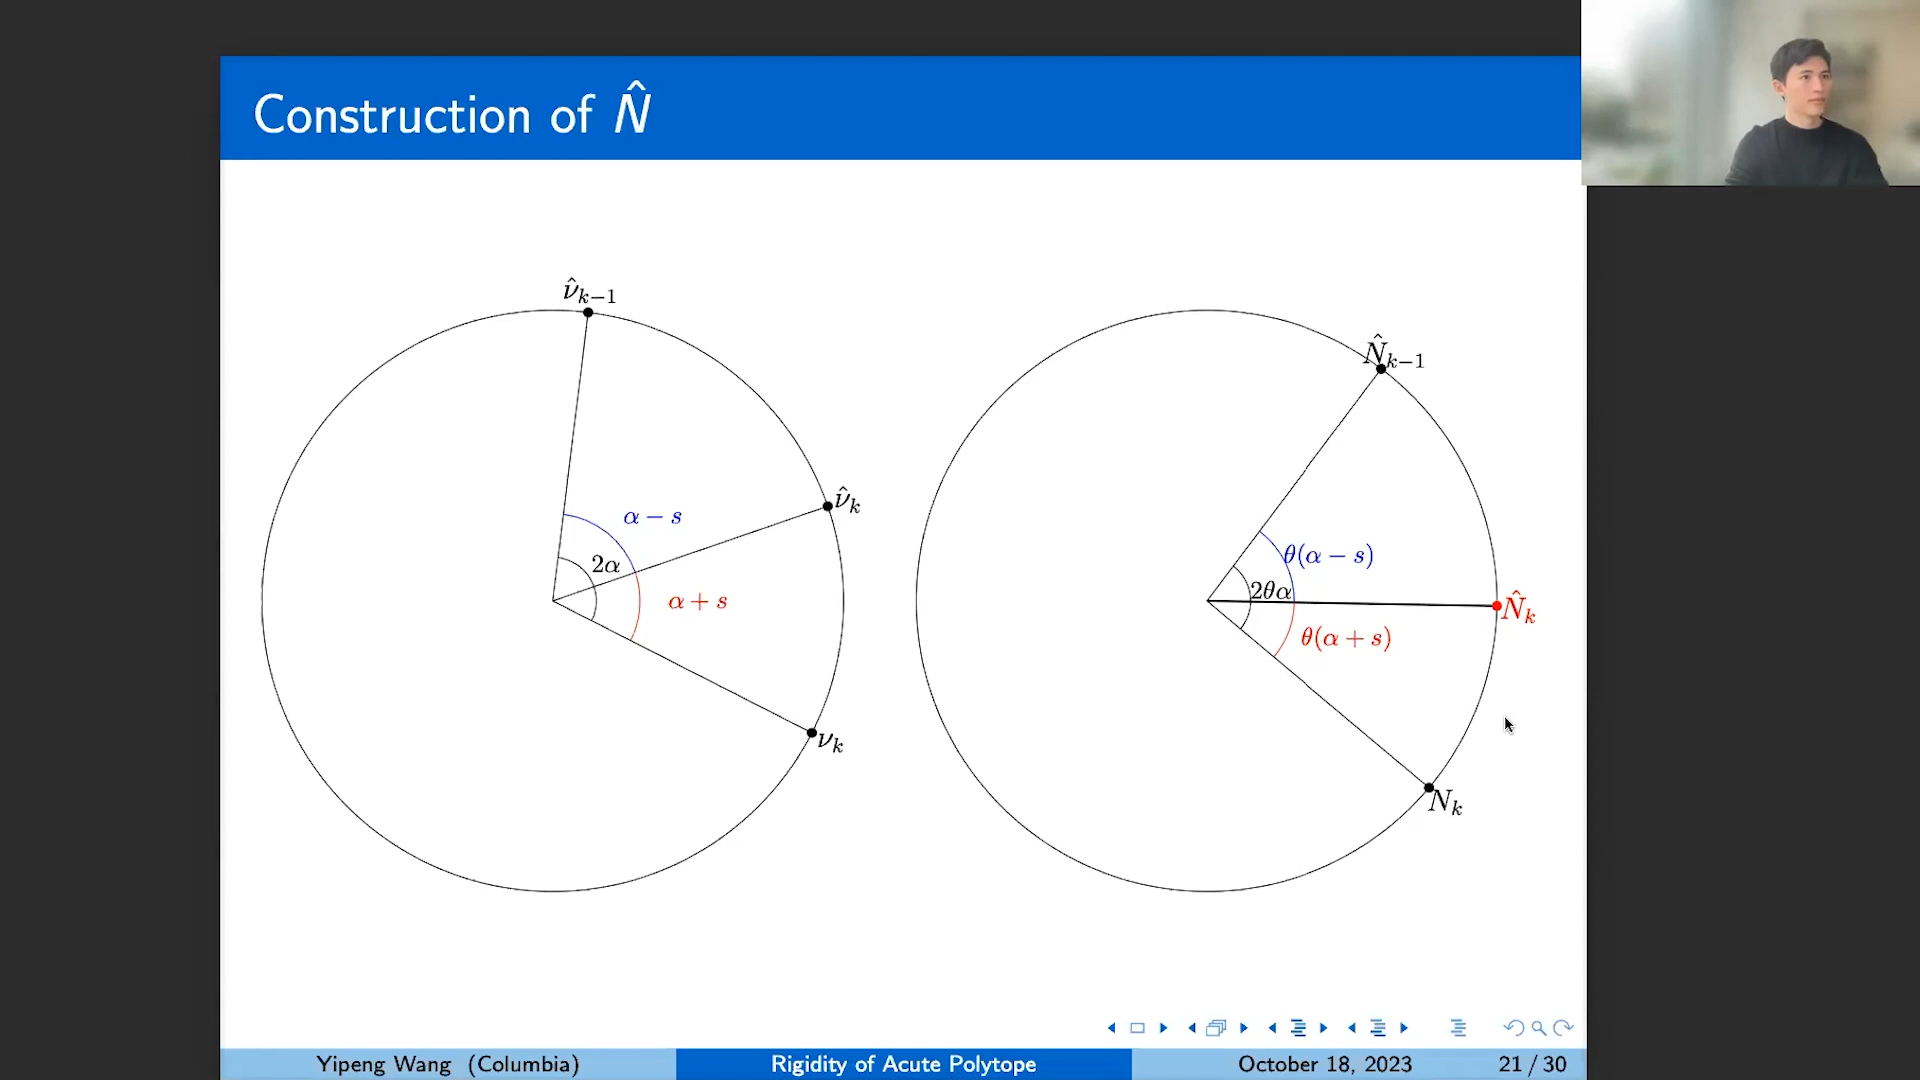 Construction of N̂
ν̂ₖ₋₁
ν̂ₖ
α − s
2α
α + s
νₖ
N̂ₖ₋₁
θ(α − s)
2θα
N̂ₖ
θ(α + s)
Nₖ
Yipeng Wang (Columbia) Rigidity of Acute Polytope October 18, 2023 21 / 30